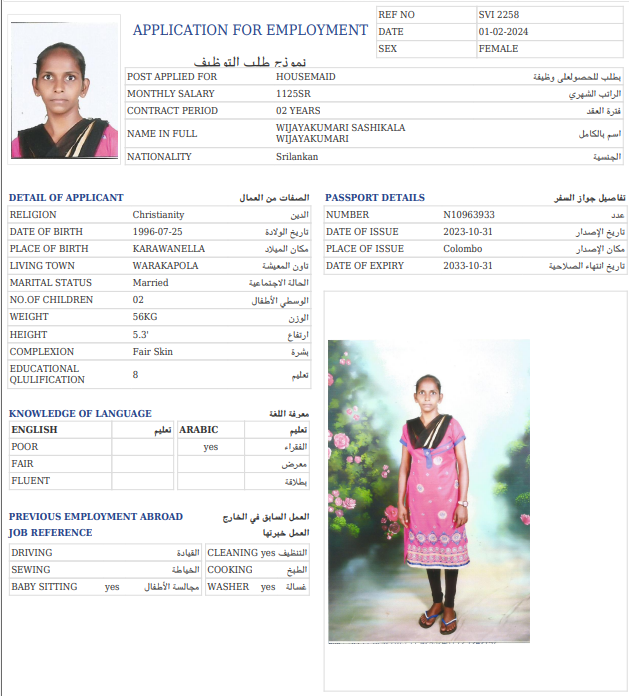 APPLICATION FOR EMPLOYMENT
نموذج طلب التوظيف
REF NO SVI 2258
DATE 01-02-2024
SEX FEMALE
POST APPLIED FOR HOUSEMAID بطلب للحصولعلى وظيفة
MONTHLY SALARY 1125SR الراتب الشهري
CONTRACT PERIOD 02 YEARS فترة العقد
NAME IN FULL WIJAYAKUMARI SASHIKALA اسم بالكامل
WIJAYAKUMARI
NATIONALITY Srilankan الجنسية
DETAIL OF APPLICANT الصفات من العمال
RELIGION Christianity الدين
DATE OF BIRTH 1996-07-25 تاريخ الولادة
PLACE OF BIRTH KARAWANELLA مكان الميلاد
LIVING TOWN WARAKAPOLA تاون المعيشة
MARITAL STATUS Married الحالة الاجتماعية
NO.OF CHILDREN 02 الوسطي الأطفال
WEIGHT 56KG الوزن
HEIGHT 5.3' ارتفاع
COMPLEXION Fair Skin بشرة
EDUCATIONAL QLULIFICATION 8 تعليم
PASSPORT DETAILS تفاصيل جواز السفر
NUMBER N10963933 عدد
DATE OF ISSUE 2023-10-31 تاريخ الإصدار
PLACE OF ISSUE Colombo مكان الإصدار
DATE OF EXPIRY 2033-10-31 تاريخ انتهاء الصلاحية
KNOWLEDGE OF LANGUAGE معرفة اللغة
ENGLISH تعليم ARABIC تعليم
POOR yes الفقراء
FAIR معرض
FLUENT بطلاقة
PREVIOUS EMPLOYMENT ABROAD العمل السابق في الخارج
JOB REFERENCE العمل خبرتها
DRIVING القيادة CLEANING yes التنظيف
SEWING الخياطة COOKING الطبخ
BABY SITTING yes مجالسة الأطفال WASHER yes غسالة